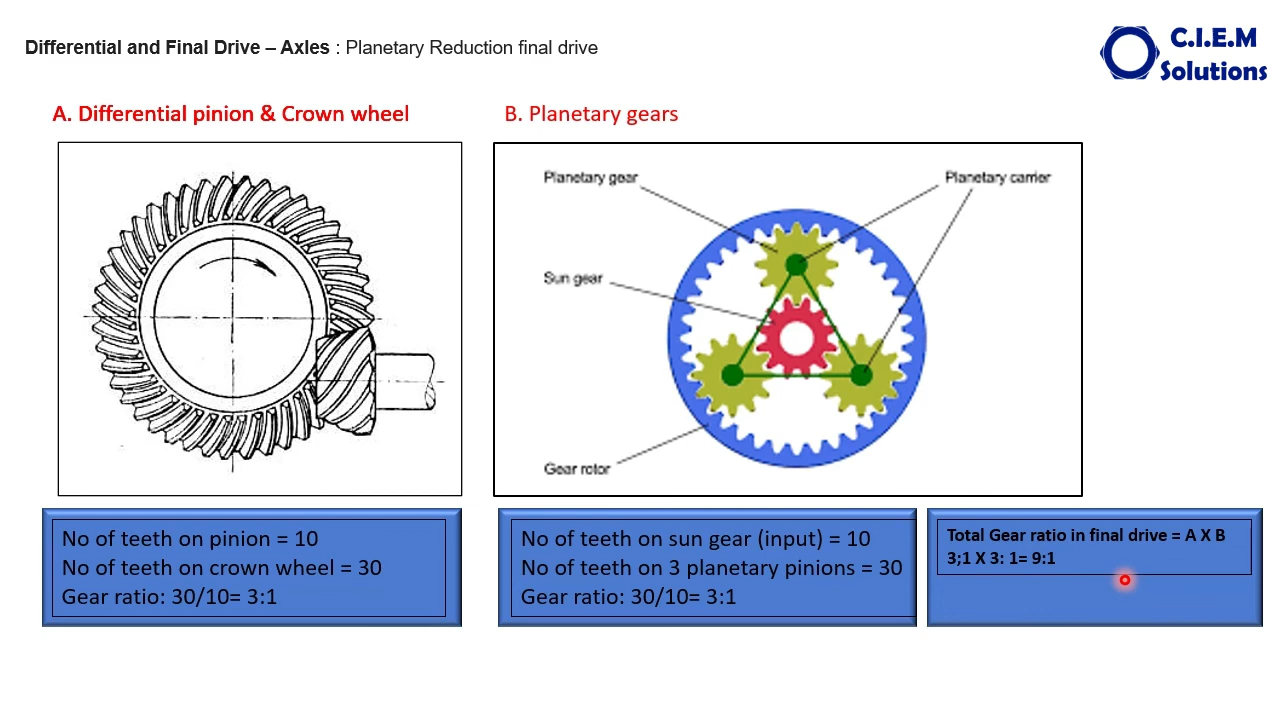 Differential and Final Drive – Axles : Planetary Reduction final drive
C.I.E.M
Solutions
A. Differential pinion & Crown wheel
B. Planetary gears
Planetary gear
Planetary carrier
Sun gear
Gear rotor
No of teeth on pinion = 10
No of teeth on crown wheel = 30
Gear ratio: 30/10= 3:1
No of teeth on sun gear (input) = 10
No of teeth on 3 planetary pinions = 30
Gear ratio: 30/10= 3:1
Total Gear ratio in final drive = A X B
3;1 X 3: 1= 9:1